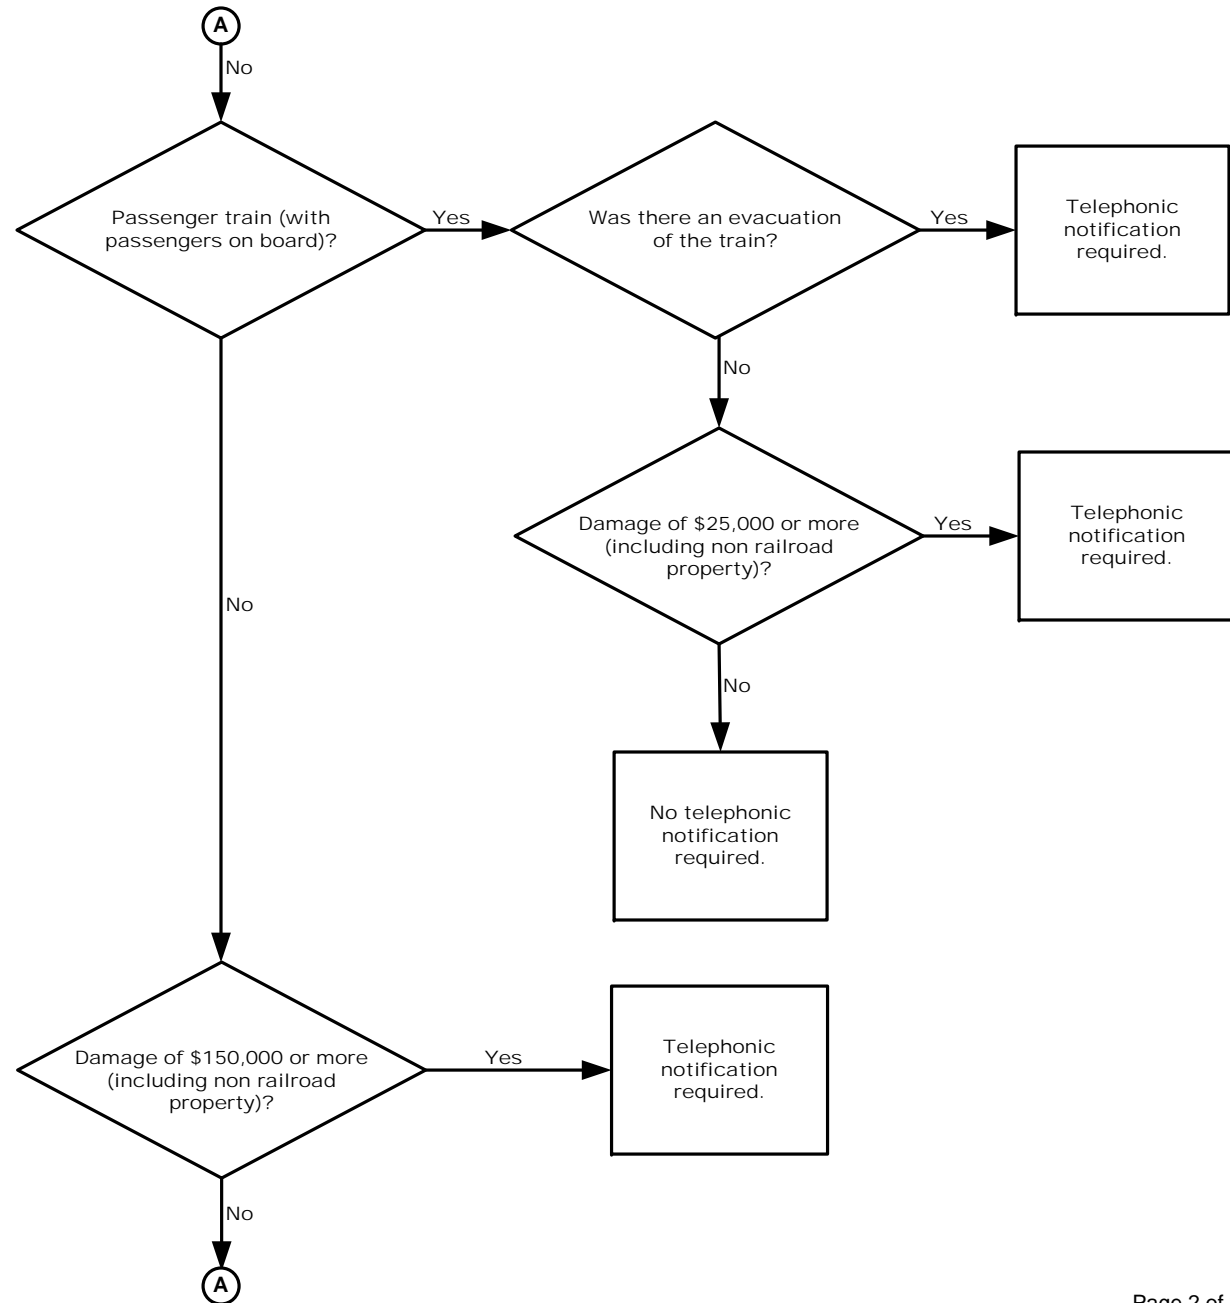 A
No
Passenger train (with
passengers on board)?
Yes
Was there an evacuation
of the train?
Yes
Telephonic
notification
required.
No
Damage of $25,000 or more
(including non railroad
property)?
Yes
Telephonic
notification
required.
No
No
No telephonic
notification
required.
Damage of $150,000 or more
(including non railroad
property)?
Yes
Telephonic
notification
required.
No
A
Page 2 of